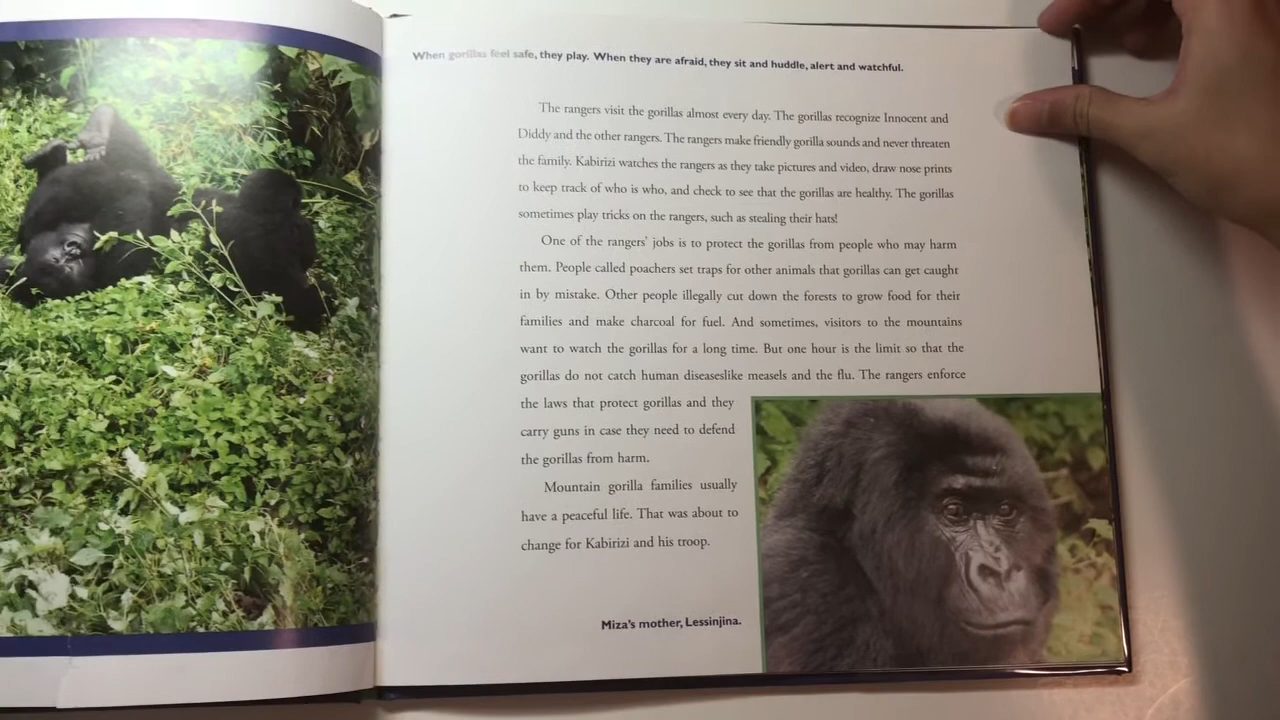 When gorillas feel safe, they play. When they are afraid, they sit and huddle, alert and watchful.
The rangers visit the gorillas almost every day. The gorillas recognize Innocent and
Diddy and the other rangers. The rangers make friendly gorilla sounds and never threaten
the family. Kabirizi watches the rangers as they take pictures and video, draw nose prints
to keep track of who is who, and check to see that the gorillas are healthy. The gorillas
sometimes play tricks on the rangers, such as stealing their hats!
One of the rangers' jobs is to protect the gorillas from people who may harm
them. People called poachers set traps for other animals that gorillas can get caught
in by mistake. Other people illegally cut down the forests to grow food for their
families and make charcoal for fuel. And sometimes, visitors to the mountains
want to watch the gorillas for a long time. But one hour is the limit so that the
gorillas do not catch human diseaseslike measels and the flu. The rangers enforce
the laws that protect gorillas and they
carry guns in case they need to defend
the gorillas from harm.
Mountain gorilla families usually
have a peaceful life. That was about to
change for Kabirizi and his troop.
Miza's mother, Lessinjina.